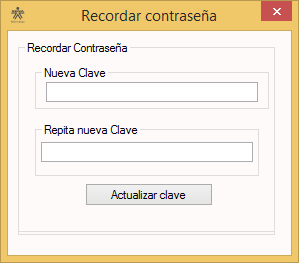 Recordar contraseña
Recordar Contraseña
Nueva Clave
Repita nueva Clave
Actualizar clave